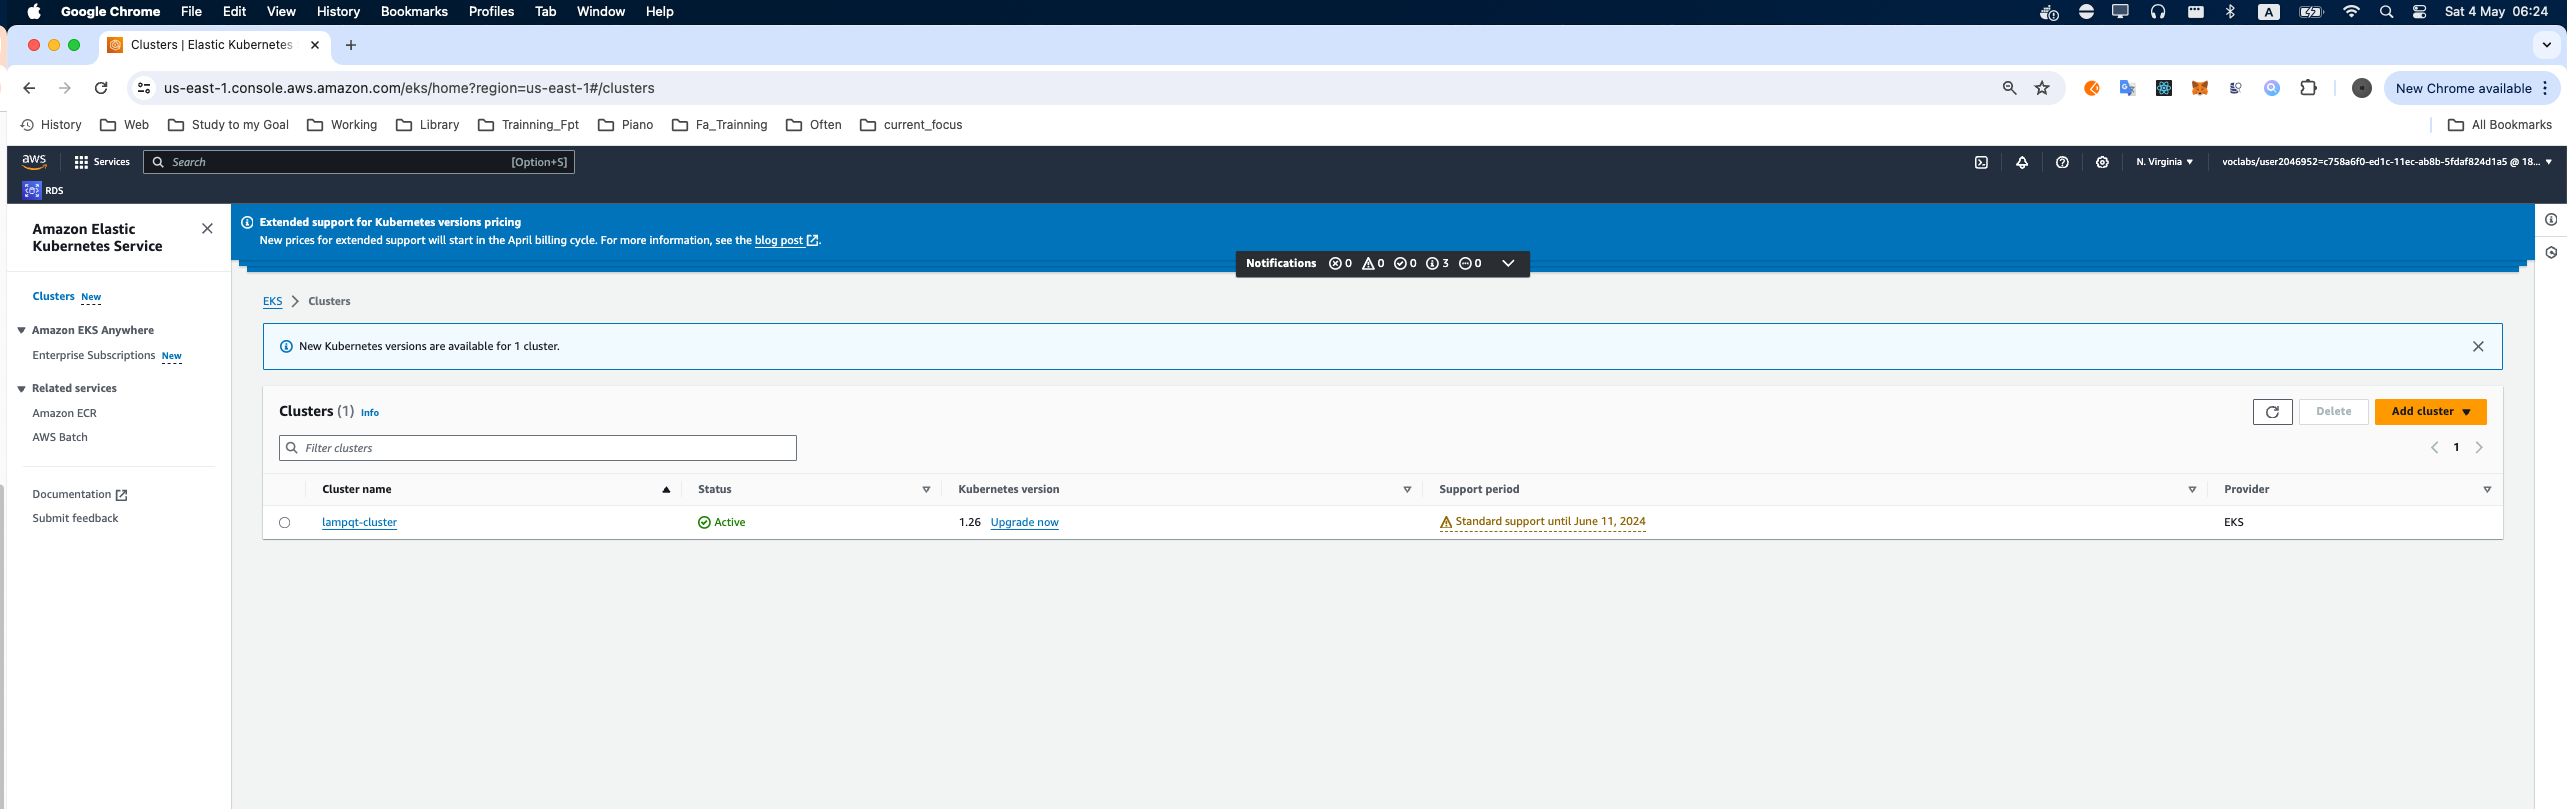 Google Chrome File Edit View History Bookmarks Profiles Tab Window Help A Sat 4 May 06:24
Clusters | Elastic Kubernetes
us-east-1.console.aws.amazon.com/eks/home?region=us-east-1#/clusters New Chrome available
History Web Study to my Goal Working Library Trainning_Fpt Piano Fa_Trainning Often current_focus All Bookmarks
aws Services Search [Option+S] N. Virginia voclabs/user2046952=c758a6f0-ed1c-11ec-ab8b-5fdaf824d1a5 @ 18...
RDS
Amazon Elastic
Kubernetes Service
Clusters New
Amazon EKS Anywhere
Enterprise Subscriptions New
Related services
Amazon ECR
AWS Batch
Documentation
Submit feedback
Extended support for Kubernetes versions pricing
New prices for extended support will start in the April billing cycle. For more information, see the blog post.
Notifications 0 0 0 3 0
EKS Clusters
New Kubernetes versions are available for 1 cluster.
Clusters (1) Info Delete Add cluster
Filter clusters 1
Cluster name Status Kubernetes version Support period Provider
lampqt-cluster Active 1.26 Upgrade now Standard support until June 11, 2024 EKS